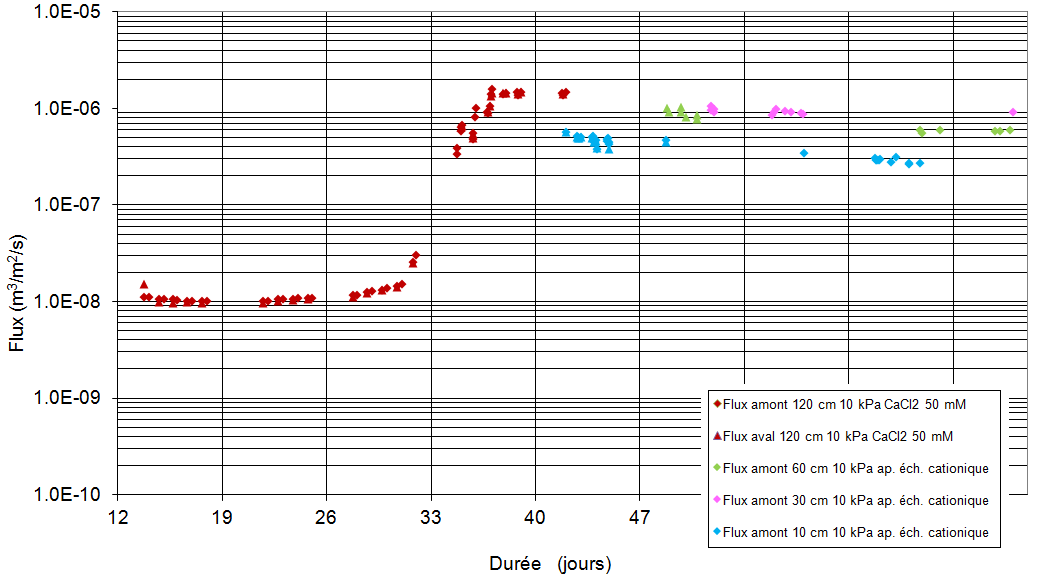 1.0E-05
1.0E-06
1.0E-07
1.0E-08
1.0E-09
1.0E-10
Flux (m³/m²/s)
12 19 26 33 40 47
Durée (jours)
Flux amont 120 cm 10 kPa CaCl2 50 mM
Flux aval 120 cm 10 kPa CaCl2 50 mM
Flux amont 60 cm 10 kPa ap. éch. cationique
Flux amont 30 cm 10 kPa ap. éch. cationique
Flux amont 10 cm 10 kPa ap. éch. cationique